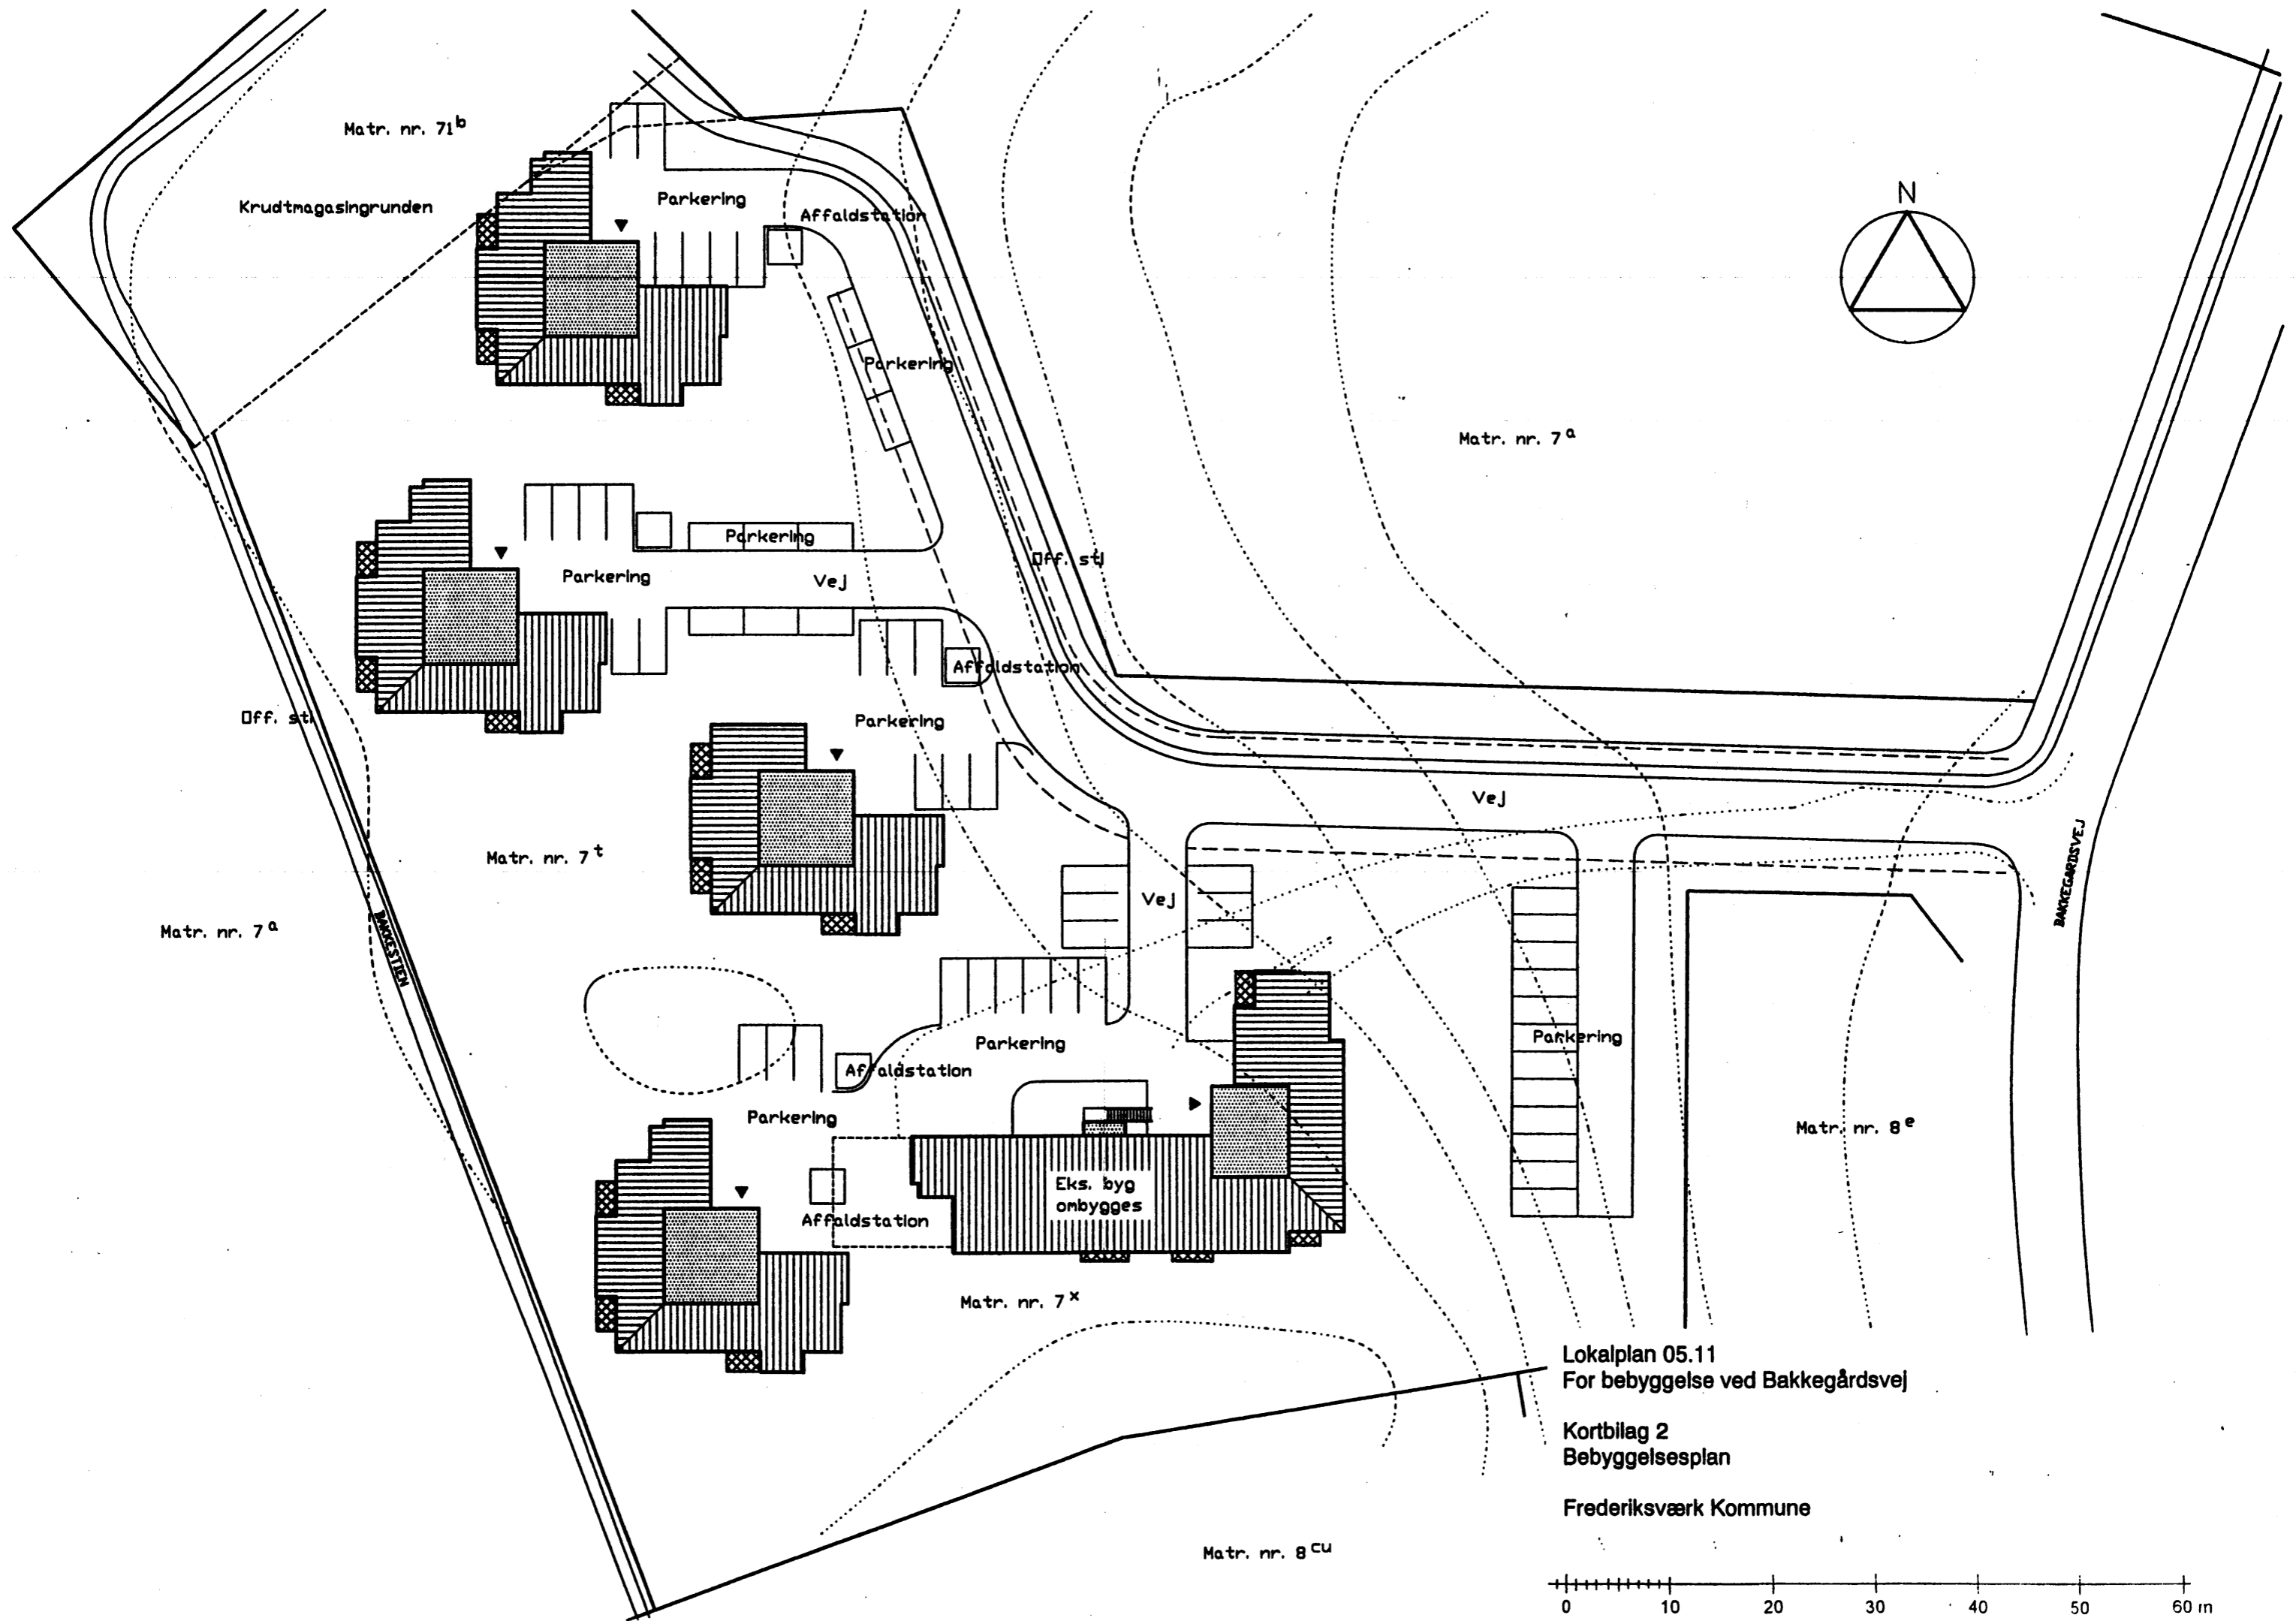 Matr. nr. 71b
Krudtmagasingrunden
Parkering
Affaldstation
N
Parkering
Matr. nr. 7a
Parkering
Off. sti
Parkering
Vej
Affaldstation
Off. sti
Parkering
Vej
BAKKEGARDSVEJ
Matr. nr. 7t
Vej
Matr. nr. 7a
BAKKESTIEN
Parkering
Parkering
Affaldstation
Parkering
Matr. nr. 8e
Eks. byg
ombygges
Affaldstation
Matr. nr. 7x
Lokalplan 05.11
For bebyggelse ved Bakkegårdsvej
Kortbilag 2
Bebyggelsesplan
Frederiksværk Kommune
Matr. nr. 8cu
0 10 20 30 40 50 60 m